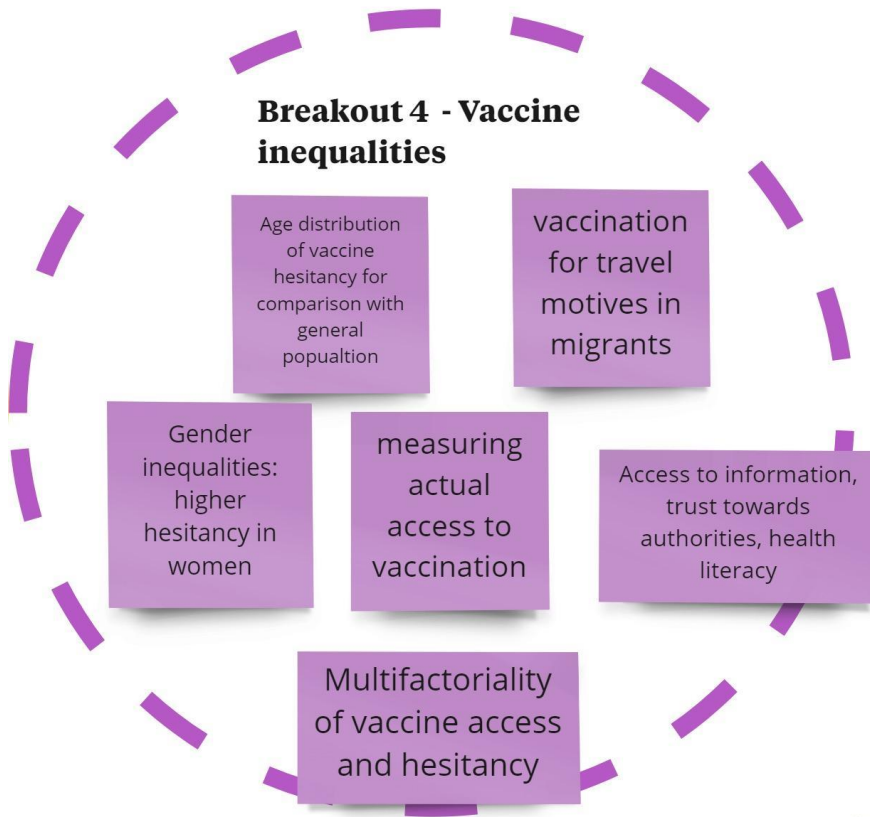 Breakout 4 - Vaccine
inequalities
Age distribution
of vaccine
hesitancy for
comparison with
general
popualtion
vaccination
for travel
motives in
migrants
Gender
inequalities:
higher
hesitancy in
women
measuring
actual
access to
vaccination
Access to information,
trust towards
authorities, health
literacy
Multifactoriality
of vaccine access
and hesitancy